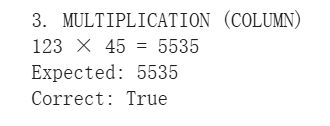 3. MULTIPLICATION (COLUMN)
123 × 45 = 5535
Expected: 5535
Correct: True